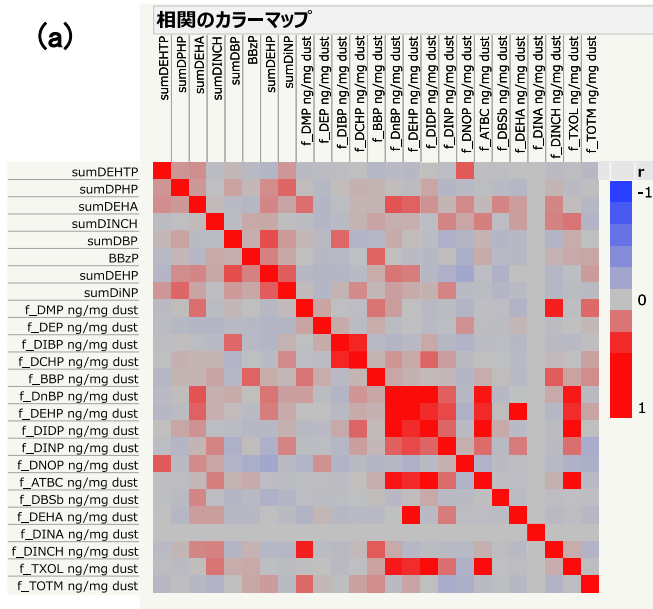 (a)
相関のカラーマップ
sumDEHTP
sumDPHP
sumDEHA
sumDINCH
sumDBP
BBzP
sumDEHP
sumDiNP
f_DMP ng/mg dust
f_DEP ng/mg dust
f_DIBP ng/mg dust
f_DCHP ng/mg dust
f_BBP ng/mg dust
f_DnBP ng/mg dust
f_DEHP ng/mg dust
f_DIDP ng/mg dust
f_DINP ng/mg dust
f_DNOP ng/mg dust
f_ATBC ng/mg dust
f_DBSb ng/mg dust
f_DEHA ng/mg dust
f_DINA ng/mg dust
f_DINCH ng/mg dust
f_TXOL ng/mg dust
f_TOTM ng/mg dust
sumDEHTP
sumDPHP
sumDEHA
sumDINCH
sumDBP
BBzP
sumDEHP
sumDiNP
f_DMP ng/mg dust
f_DEP ng/mg dust
f_DIBP ng/mg dust
f_DCHP ng/mg dust
f_BBP ng/mg dust
f_DnBP ng/mg dust
f_DEHP ng/mg dust
f_DIDP ng/mg dust
f_DINP ng/mg dust
f_DNOP ng/mg dust
f_ATBC ng/mg dust
f_DBSb ng/mg dust
f_DEHA ng/mg dust
f_DINA ng/mg dust
f_DINCH ng/mg dust
f_TXOL ng/mg dust
f_TOTM ng/mg dust
r
-1
0
1